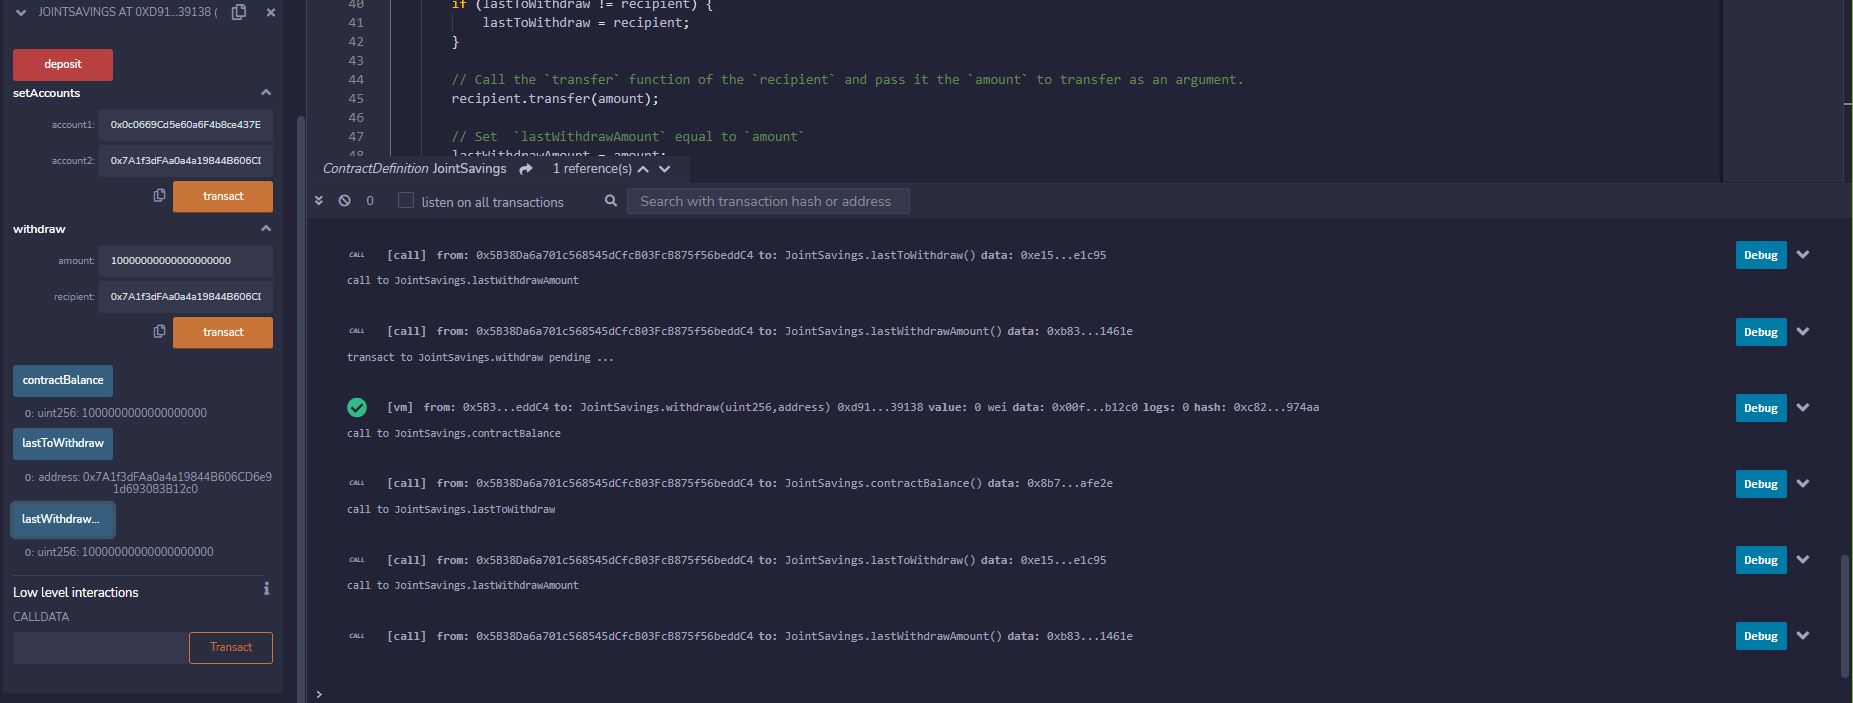 JOINTSAVINGS AT 0XD91...39138 (
deposit
setAccounts
account1: 0x0c0669Cd5e60a6F4b8ce437E
account2: 0x7A1f3dFAa0a4a19844B606CI
transact
withdraw
amount: 10000000000000000000
recipient: 0x7A1f3dFAa0a4a19844B606CI
transact
contractBalance
0: uint256: 1000000000000000000
lastToWithdraw
0: address: 0x7A1f3dFAa0a4a19844B606CD6e9
1d693083B12c0
lastWithdraw...
0: uint256: 10000000000000000000
Low level interactions
i
CALLDATA
Transact
40 if (lastToWithdraw != recipient) {
41 lastToWithdraw = recipient;
42 }
43
44 // Call the `transfer` function of the `recipient` and pass it the `amount` to transfer as an argument.
45 recipient.transfer(amount);
46
47 // Set  `lastWithdrawAmount` equal to `amount`
48 lastWithdrawAmount = amount;
ContractDefinition JointSavings 1 reference(s)
0 listen on all transactions Search with transaction hash or address
CALL [call] from: 0x5B38Da6a701c568545dCfcB03FcB875f56beddC4 to: JointSavings.lastToWithdraw() data: 0xe15...e1c95 Debug
call to JointSavings.lastWithdrawAmount
CALL [call] from: 0x5B38Da6a701c568545dCfcB03FcB875f56beddC4 to: JointSavings.lastWithdrawAmount() data: 0xb83...1461e Debug
transact to JointSavings.withdraw pending ...
[vm] from: 0x5B3...eddC4 to: JointSavings.withdraw(uint256,address) 0xd91...39138 value: 0 wei data: 0x00f...b12c0 logs: 0 hash: 0xc82...974aa Debug
call to JointSavings.contractBalance
CALL [call] from: 0x5B38Da6a701c568545dCfcB03FcB875f56beddC4 to: JointSavings.contractBalance() data: 0x8b7...afe2e Debug
call to JointSavings.lastToWithdraw
CALL [call] from: 0x5B38Da6a701c568545dCfcB03FcB875f56beddC4 to: JointSavings.lastToWithdraw() data: 0xe15...e1c95 Debug
call to JointSavings.lastWithdrawAmount
CALL [call] from: 0x5B38Da6a701c568545dCfcB03FcB875f56beddC4 to: JointSavings.lastWithdrawAmount() data: 0xb83...1461e Debug
>